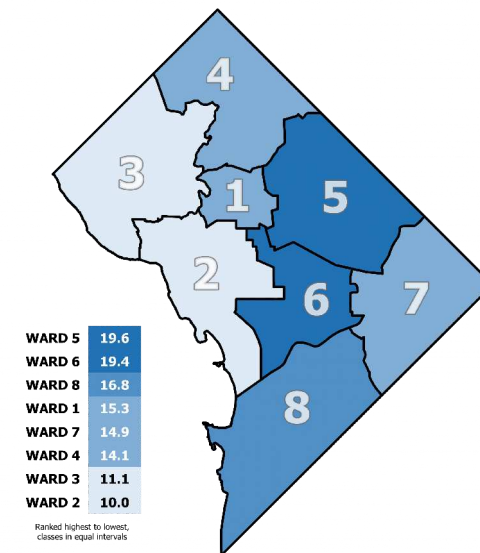 4
3
1
5
2
6
7
8
WARD 5 19.6
WARD 6 19.4
WARD 8 16.8
WARD 1 15.3
WARD 7 14.9
WARD 4 14.1
WARD 3 11.1
WARD 2 10.0
Ranked highest to lowest,
classes in equal intervals